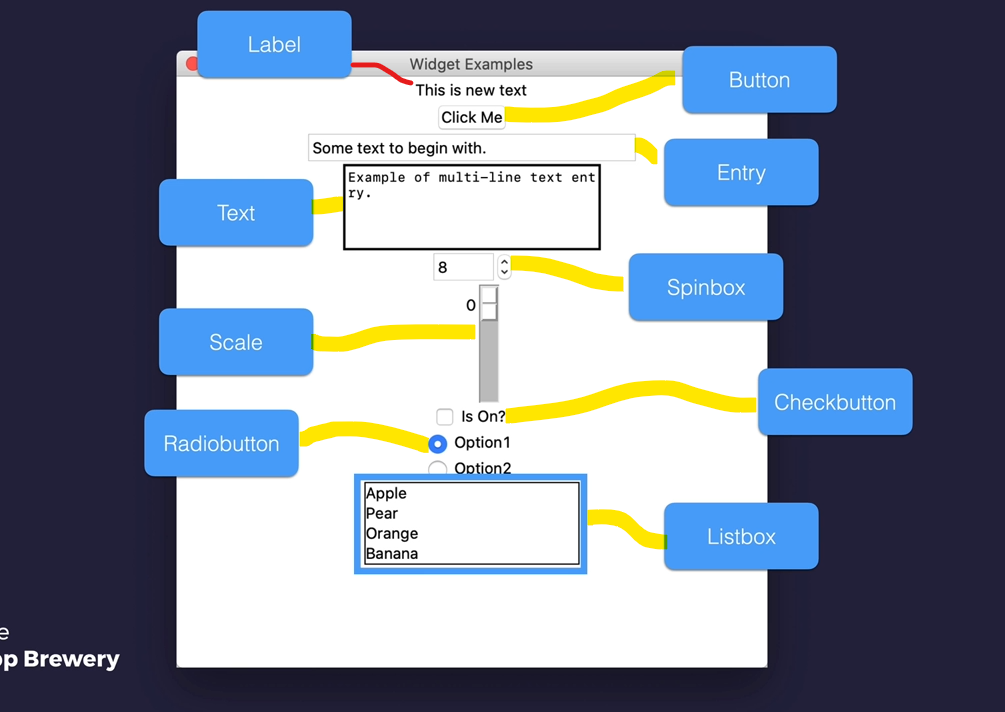 Label
Widget Examples
Button
This is new text
Click Me
Some text to begin with.
Entry
Example of multi-line text ent
ry.
Text
8
Spinbox
0
Scale
Checkbutton
Is On?
Radiobutton
Option1
Option2
Apple
Pear
Orange
Banana
Listbox
Brewery